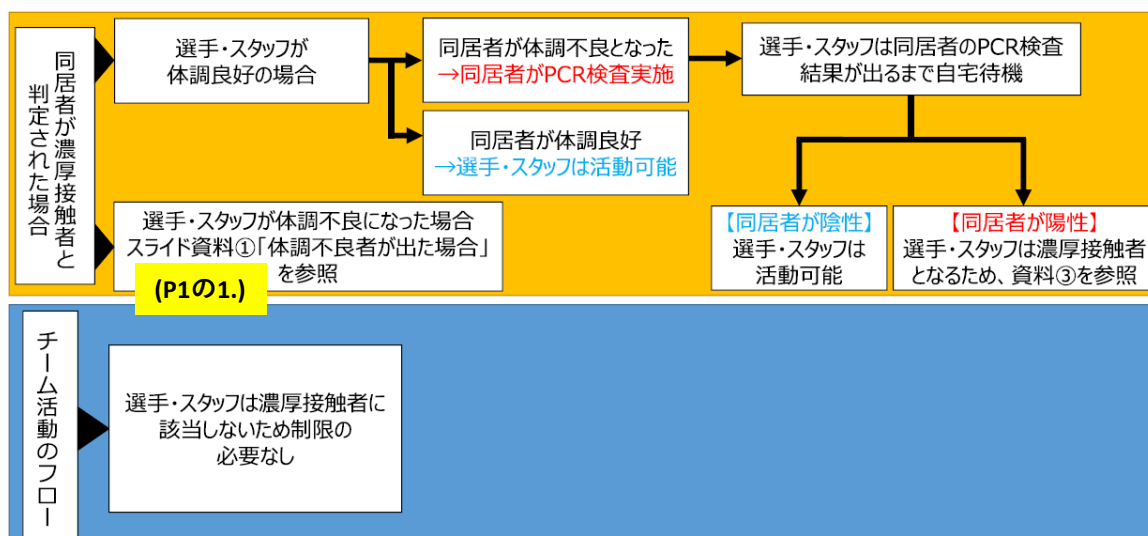 同居者が濃厚接触者と
判定された場合
選手・スタッフが
体調良好の場合
同居者が体調不良となった
→同居者がPCR検査実施
選手・スタッフは同居者のPCR検査
結果が出るまで自宅待機
同居者が体調良好
→選手・スタッフは活動可能
【同居者が陰性】
選手・スタッフは
活動可能
【同居者が陽性】
選手・スタッフは濃厚接触者
となるため、資料③を参照
選手・スタッフが体調不良になった場合
スライド資料①「体調不良者が出た場合」
を参照
(P1の1.)
チーム活動のフロー
選手・スタッフは濃厚接触者に
該当しないため制限の
必要なし